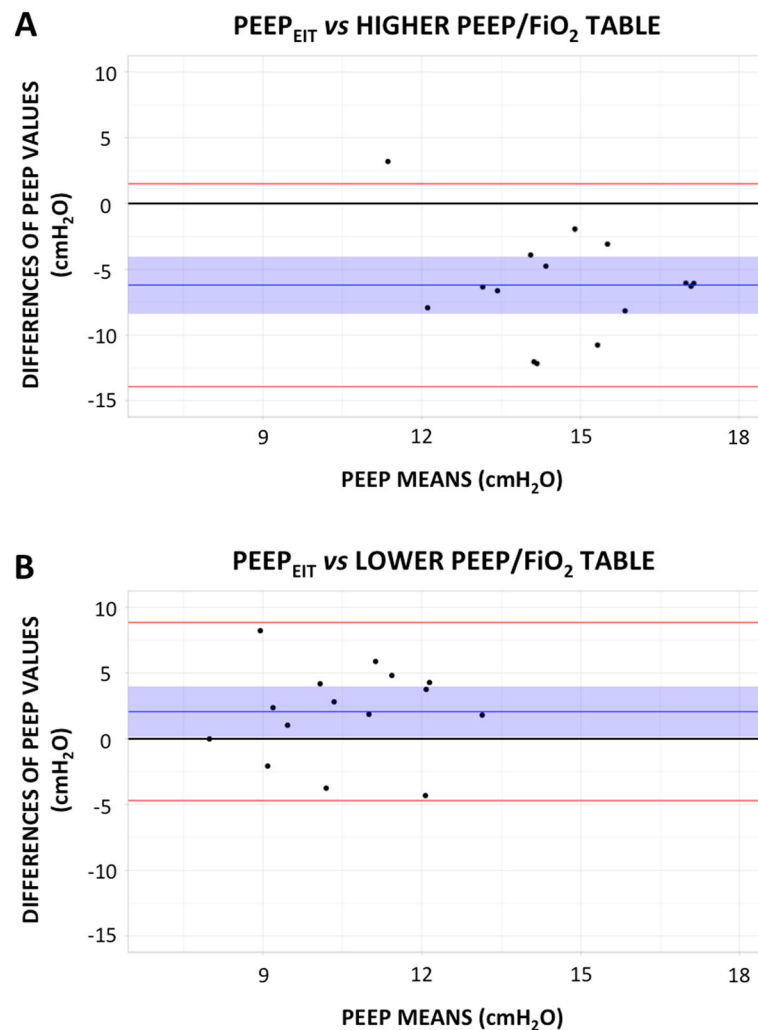 A
PEEP_EIT vs HIGHER PEEP/FiO₂ TABLE
DIFFERENCES OF PEEP VALUES
(cmH₂O)
10
5
0
-5
-10
-15
9
12
15
18
PEEP MEANS (cmH₂O)
B
PEEP_EIT vs LOWER PEEP/FiO₂ TABLE
DIFFERENCES OF PEEP VALUES
(cmH₂O)
10
5
0
-5
-10
-15
9
12
15
18
PEEP MEANS (cmH₂O)